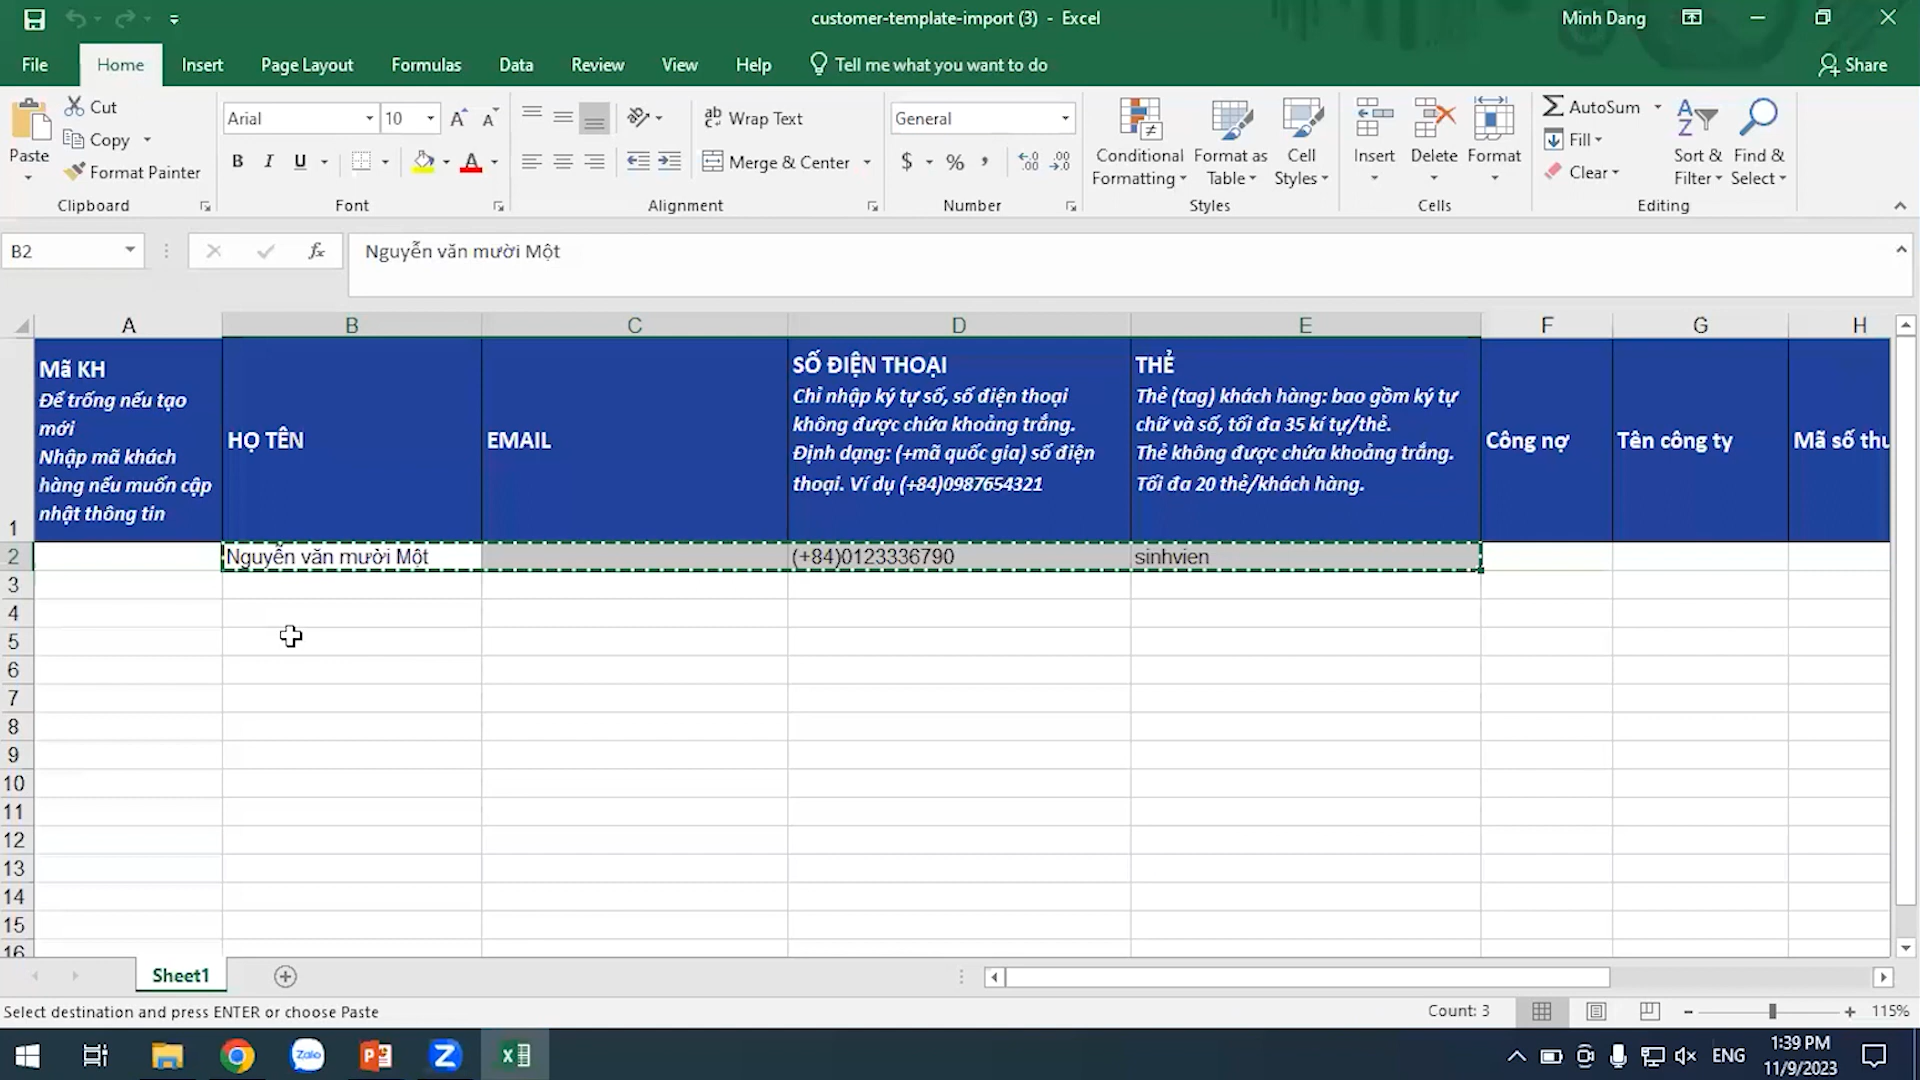 customer-template-import (3) - Excel
Minh Dang
File Home Insert Page Layout Formulas Data Review View Help Tell me what you want to do Share
Paste
Cut
Copy
Format Painter
Clipboard
Arial 10
B I U
Font
Wrap Text
Merge & Center
Alignment
General
$ % ,
Number
Conditional Formatting
Format as Table
Cell Styles
Styles
Insert Delete Format
Cells
AutoSum
Fill
Clear
Sort & Filter
Find & Select
Editing
B2 fx Nguyễn văn mười Một
A B C D E F G H
1
Mã KH
Để trống nếu tạo
mới
Nhập mã khách
hàng nếu muốn cập
nhật thông tin
HỌ TÊN
EMAIL
SỐ ĐIỆN THOẠI
Chỉ nhập ký tự số, số điện thoại
không được chứa khoảng trắng.
Định dạng: (+mã quốc gia) số điện
thoại. Ví dụ (+84)0987654321
THẺ
Thẻ (tag) khách hàng: bao gồm ký tự
chữ và số, tối đa 35 kí tự/thẻ.
Thẻ không được chứa khoảng trắng.
Tối đa 20 thẻ/khách hàng.
Công nợ
Tên công ty
Mã số thu
2 Nguyễn văn mười Một (+84)0123336790 sinhvien
3
4
5
6
7
8
9
10
11
12
13
14
15
16
Sheet1
Select destination and press ENTER or choose Paste
Count: 3
115%
Zalo
ENG
1:39 PM
11/9/2023